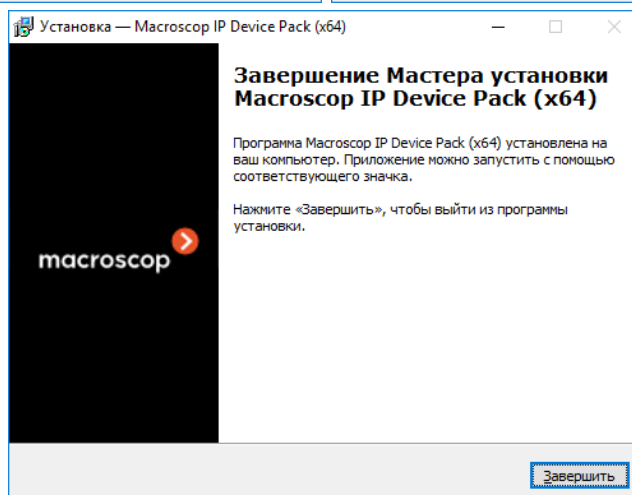 Установка — Macroscop IP Device Pack (x64)
Завершение Мастера установки
Macroscop IP Device Pack (x64)
Программа Macroscop IP Device Pack (x64) установлена на
ваш компьютер. Приложение можно запустить с помощью
соответствующего значка.
Нажмите «Завершить», чтобы выйти из программы
установки.
macroscop
Завершить